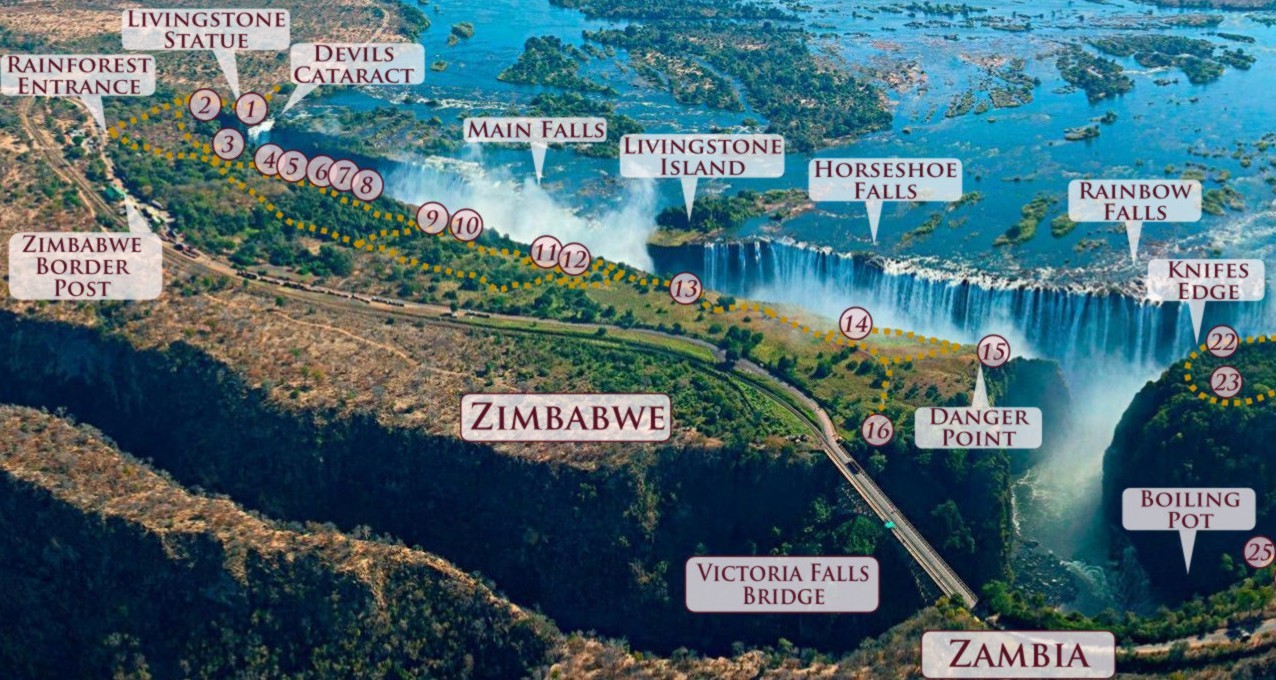 Livingstone
Statue
Devils
Cataract
Rainforest
Entrance
2
1
3
4
5
6
7
8
Main Falls
Livingstone
Island
Horseshoe
Falls
Rainbow
Falls
Knifes
Edge
Zimbabwe
Border
Post
9
10
11
12
13
14
15
16
22
23
Zimbabwe
Danger
Point
Boiling
Pot
25
Victoria Falls
Bridge
Zambia